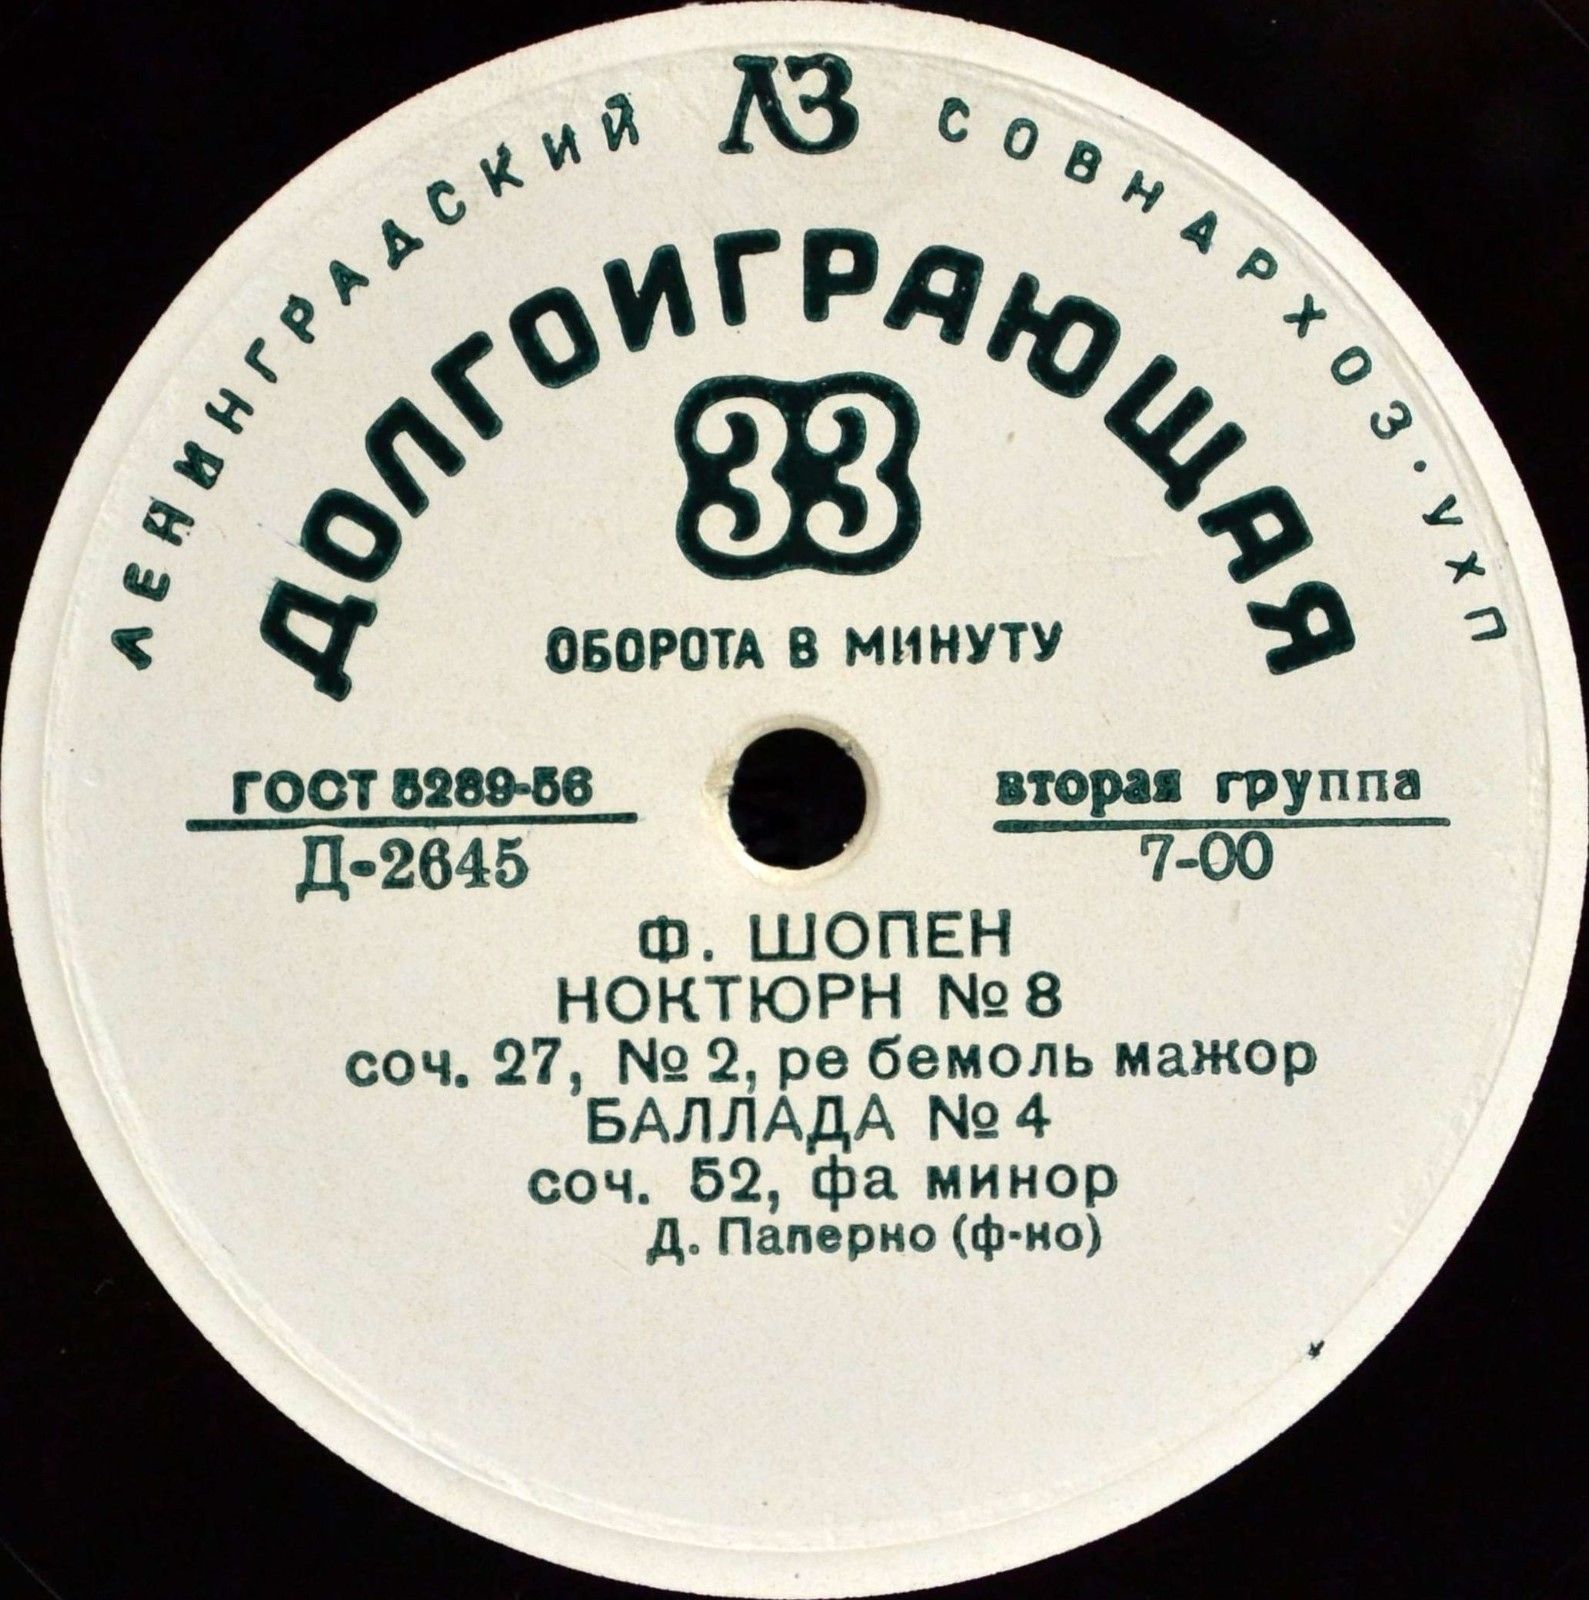 ЛЗ
ЛЕНИНГРАДСКИЙ СОВНАРХОЗ · УХП
ДОЛГОИГРАЮЩАЯ
33
ОБОРОТА В МИНУТУ
ГОСТ 5289-56
Д-2645
вторая группа
7-00
Ф. ШОПЕН
НОКТЮРН № 8
соч. 27, № 2, ре бемоль мажор
БАЛЛАДА № 4
соч. 52, фа минор
Д. Паперно (ф-но)